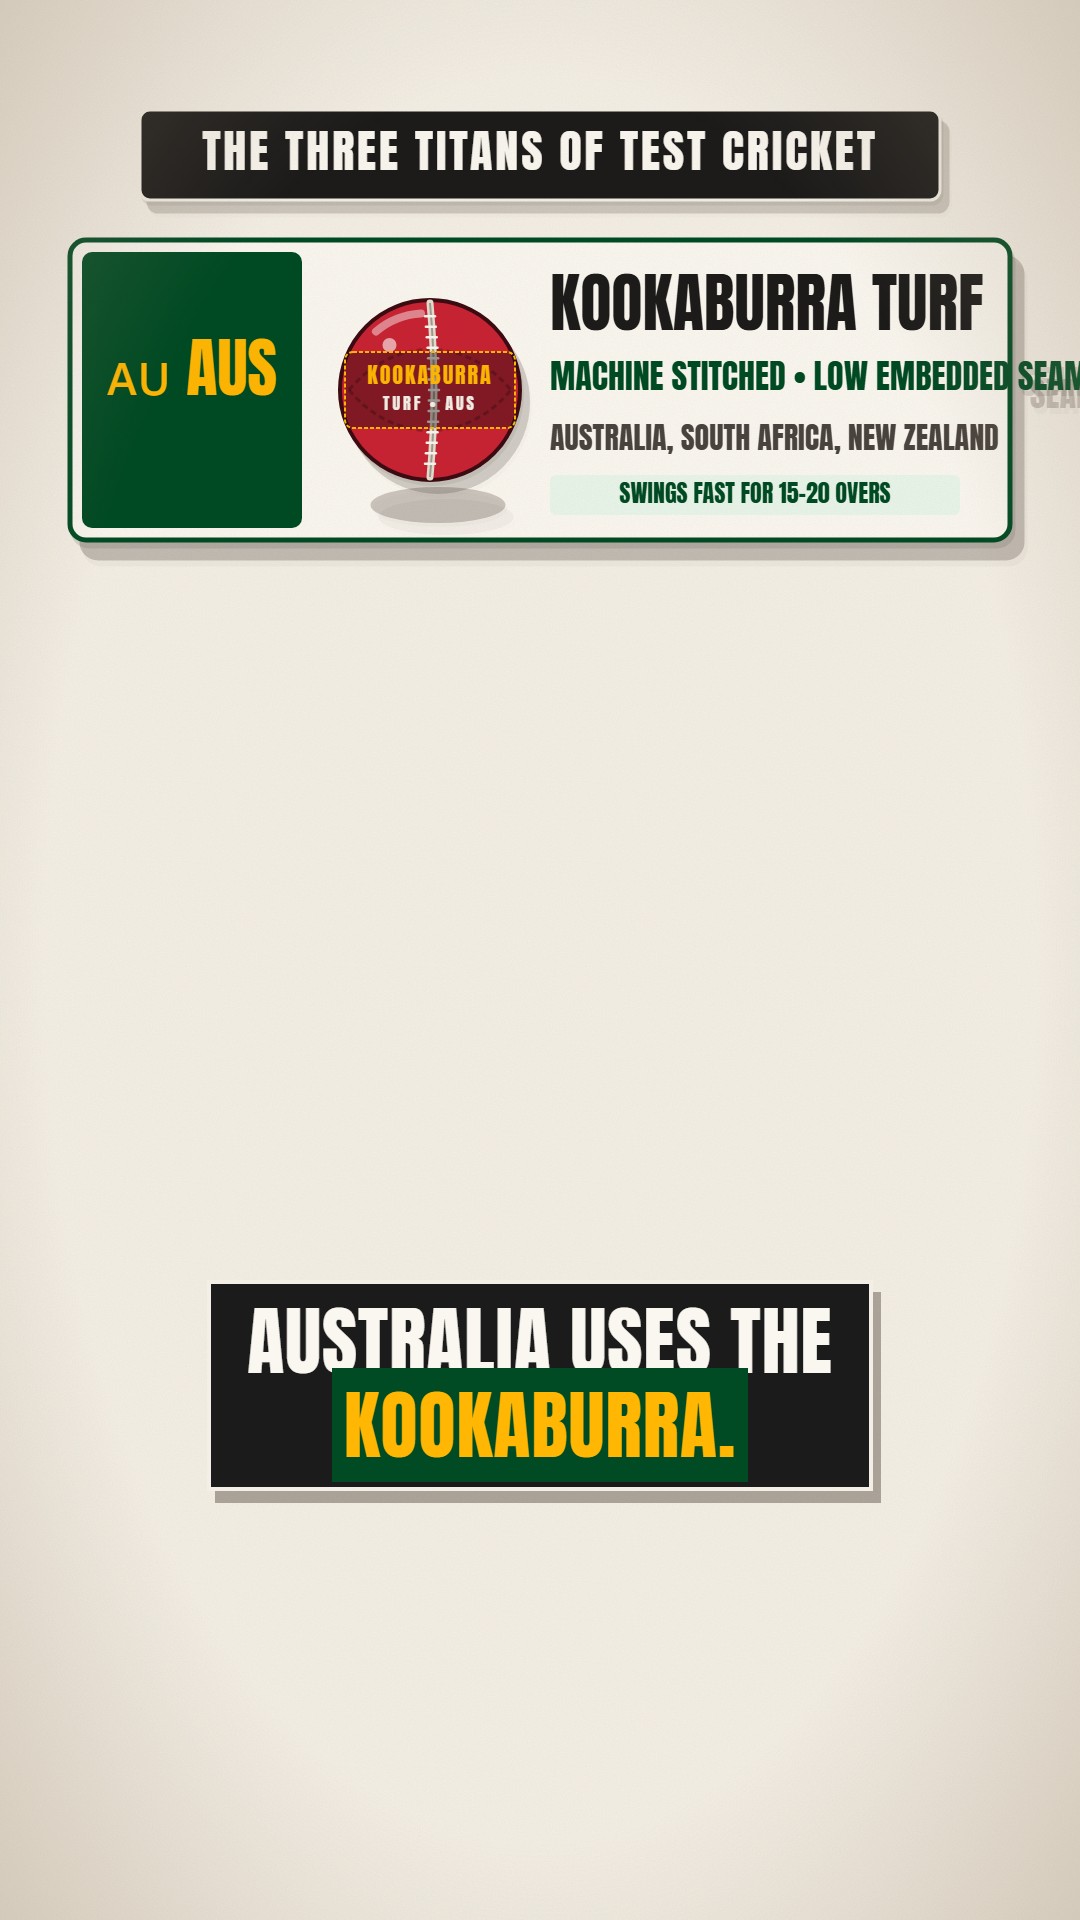 THE THREE TITANS OF TEST CRICKET
AU AUS
KOOKABURRA
TURF • AUS
KOOKABURRA TURF
MACHINE STITCHED • LOW EMBEDDED SEAM
AUSTRALIA, SOUTH AFRICA, NEW ZEALAND
SWINGS FAST FOR 15-20 OVERS
AUSTRALIA USES THE
KOOKABURRA.